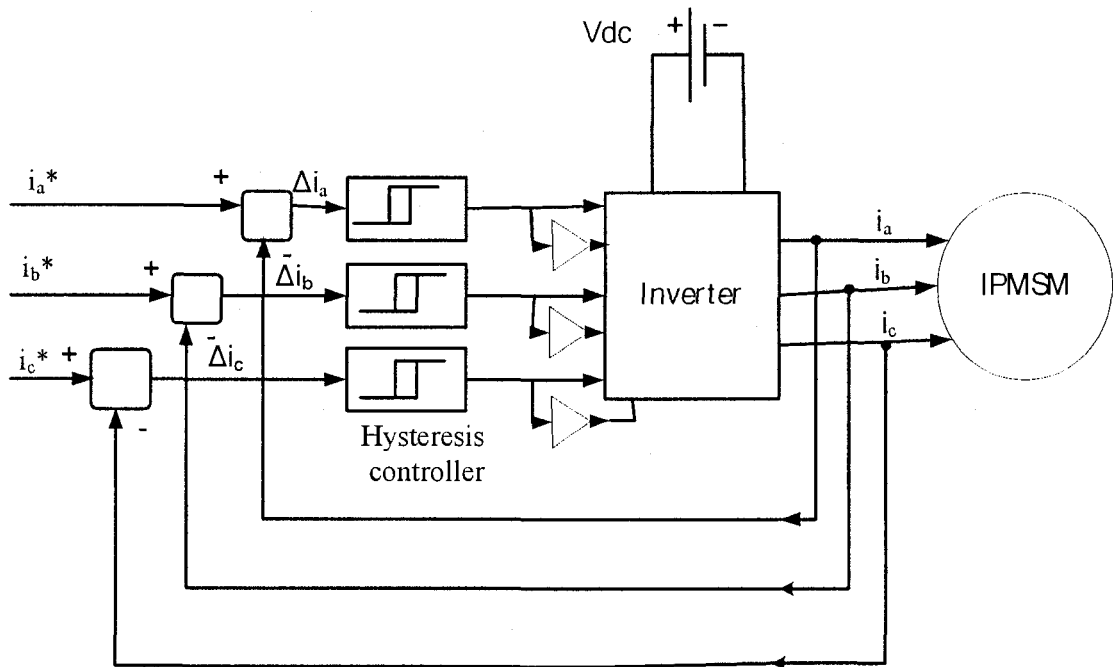 Vdc
+ -
i_a*
+
Δi_a
i_a
i_b*
+
-
Δi_b
Inverter
i_b
IPMSM
i_c*
+
-
Δi_c
i_c
-
Hysteresis
controller